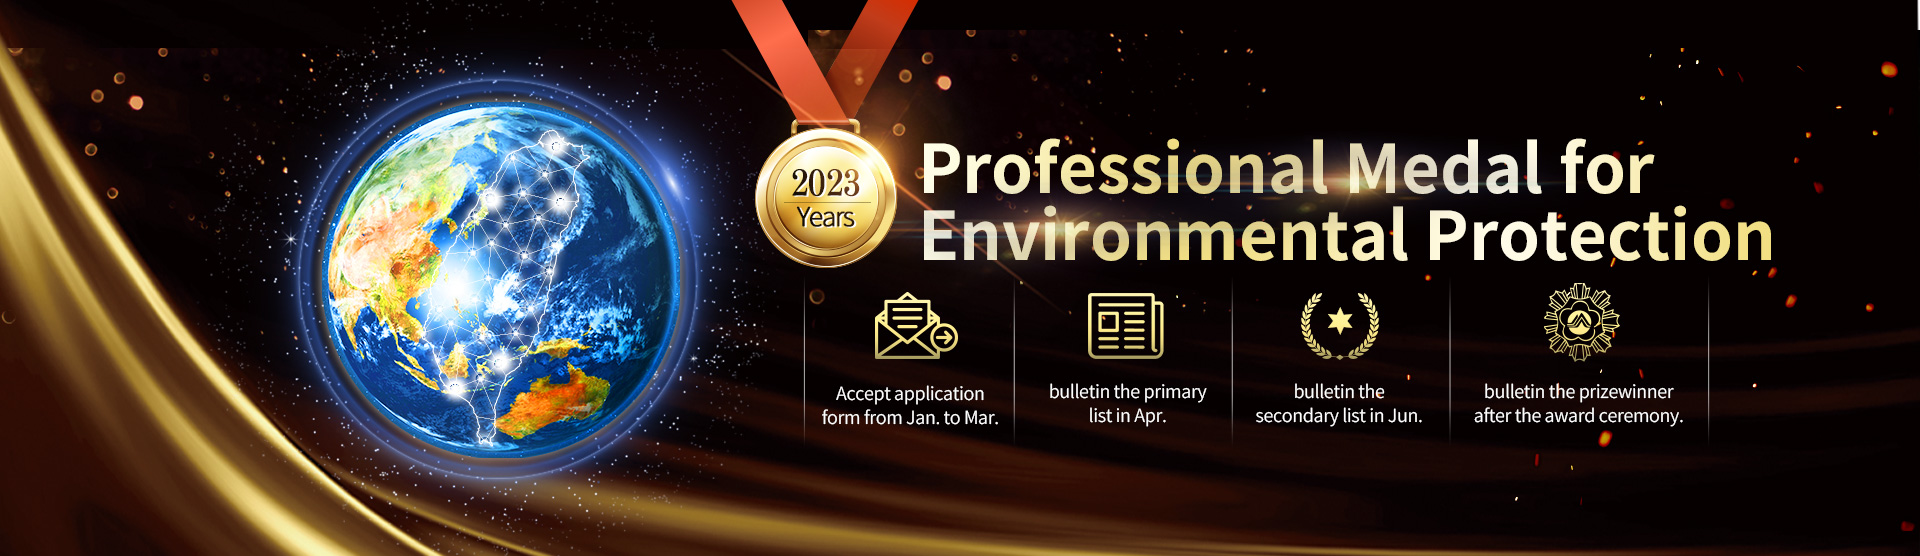 2023
Years
Professional Medal for
Environmental Protection
Accept application
form from Jan. to Mar.
bulletin the primary
list in Apr.
bulletin the
secondary list in Jun.
bulletin the prizewinner
after the award ceremony.